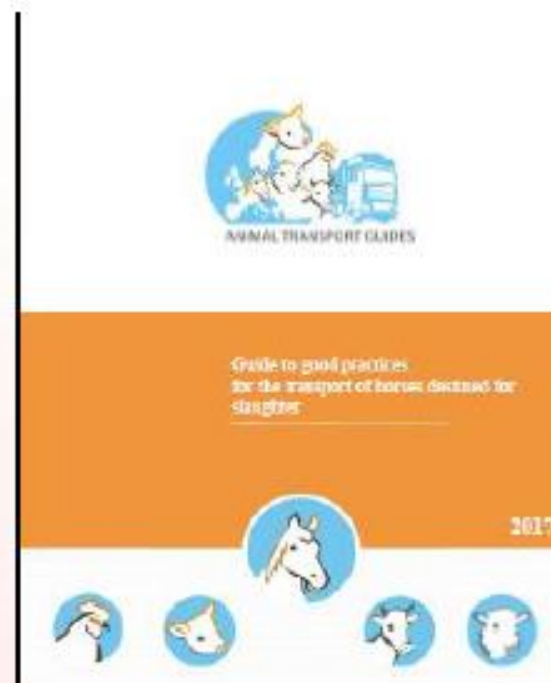 ANIMAL TRANSPORT GUIDES
Guide to good practices
for the transport of horses destined for
slaughter
2017